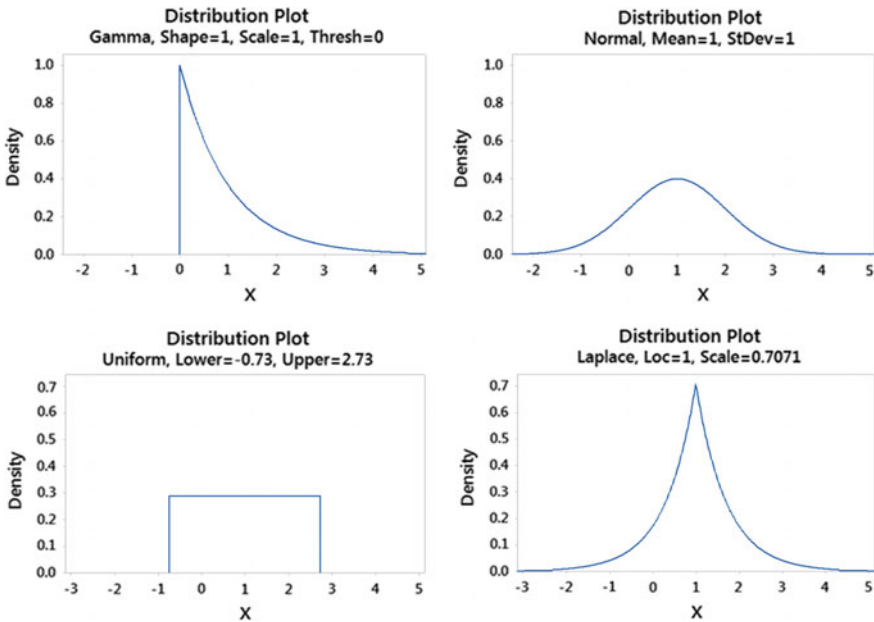 Distribution Plot
Gamma, Shape=1, Scale=1, Thresh=0
1.0
0.8
0.6
0.4
0.2
0.0
Density
-2 -1 0 1 2 3 4 5
X
Distribution Plot
Normal, Mean=1, StDev=1
1.0
0.8
0.6
0.4
0.2
0.0
Density
-2 -1 0 1 2 3 4 5
X
Distribution Plot
Uniform, Lower=-0.73, Upper=2.73
0.7
0.6
0.5
0.4
0.3
0.2
0.1
0.0
Density
-3 -2 -1 0 1 2 3 4 5
X
Distribution Plot
Laplace, Loc=1, Scale=0.7071
0.7
0.6
0.5
0.4
0.3
0.2
0.1
0.0
Density
-3 -2 -1 0 1 2 3 4 5
X